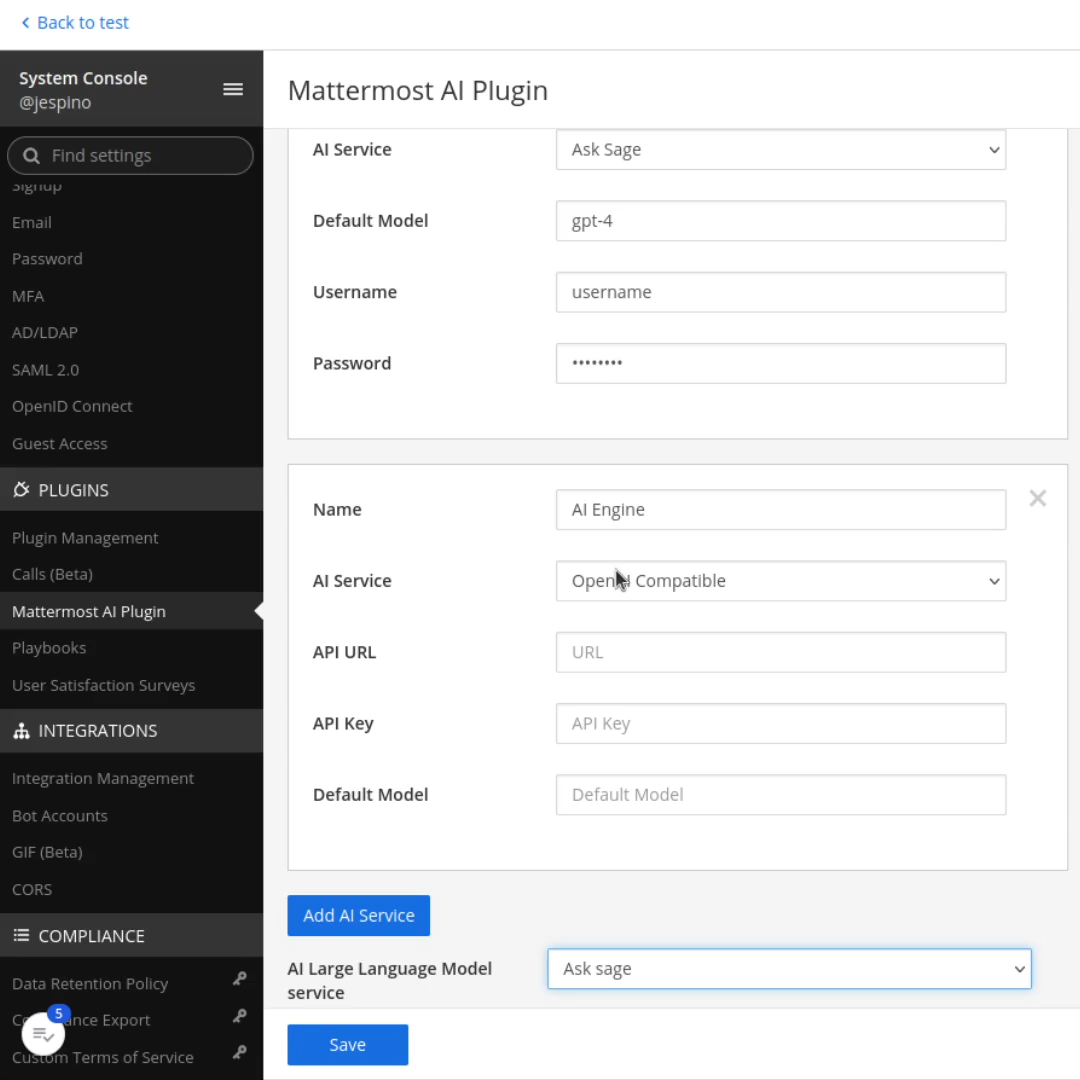 Back to test
System Console
@jespino
Find settings
Signup
Email
Password
MFA
AD/LDAP
SAML 2.0
OpenID Connect
Guest Access
PLUGINS
Plugin Management
Calls (Beta)
Mattermost AI Plugin
Playbooks
User Satisfaction Surveys
INTEGRATIONS
Integration Management
Bot Accounts
GIF (Beta)
CORS
COMPLIANCE
Data Retention Policy
5
Compliance Export
Custom Terms of Service
Mattermost AI Plugin
AI Service
Ask Sage
Default Model
gpt-4
Username
username
Password
••••••••
Name
AI Engine
AI Service
OpenAI Compatible
API URL
URL
API Key
API Key
Default Model
Default Model
Add AI Service
AI Large Language Model
service
Ask sage
Save